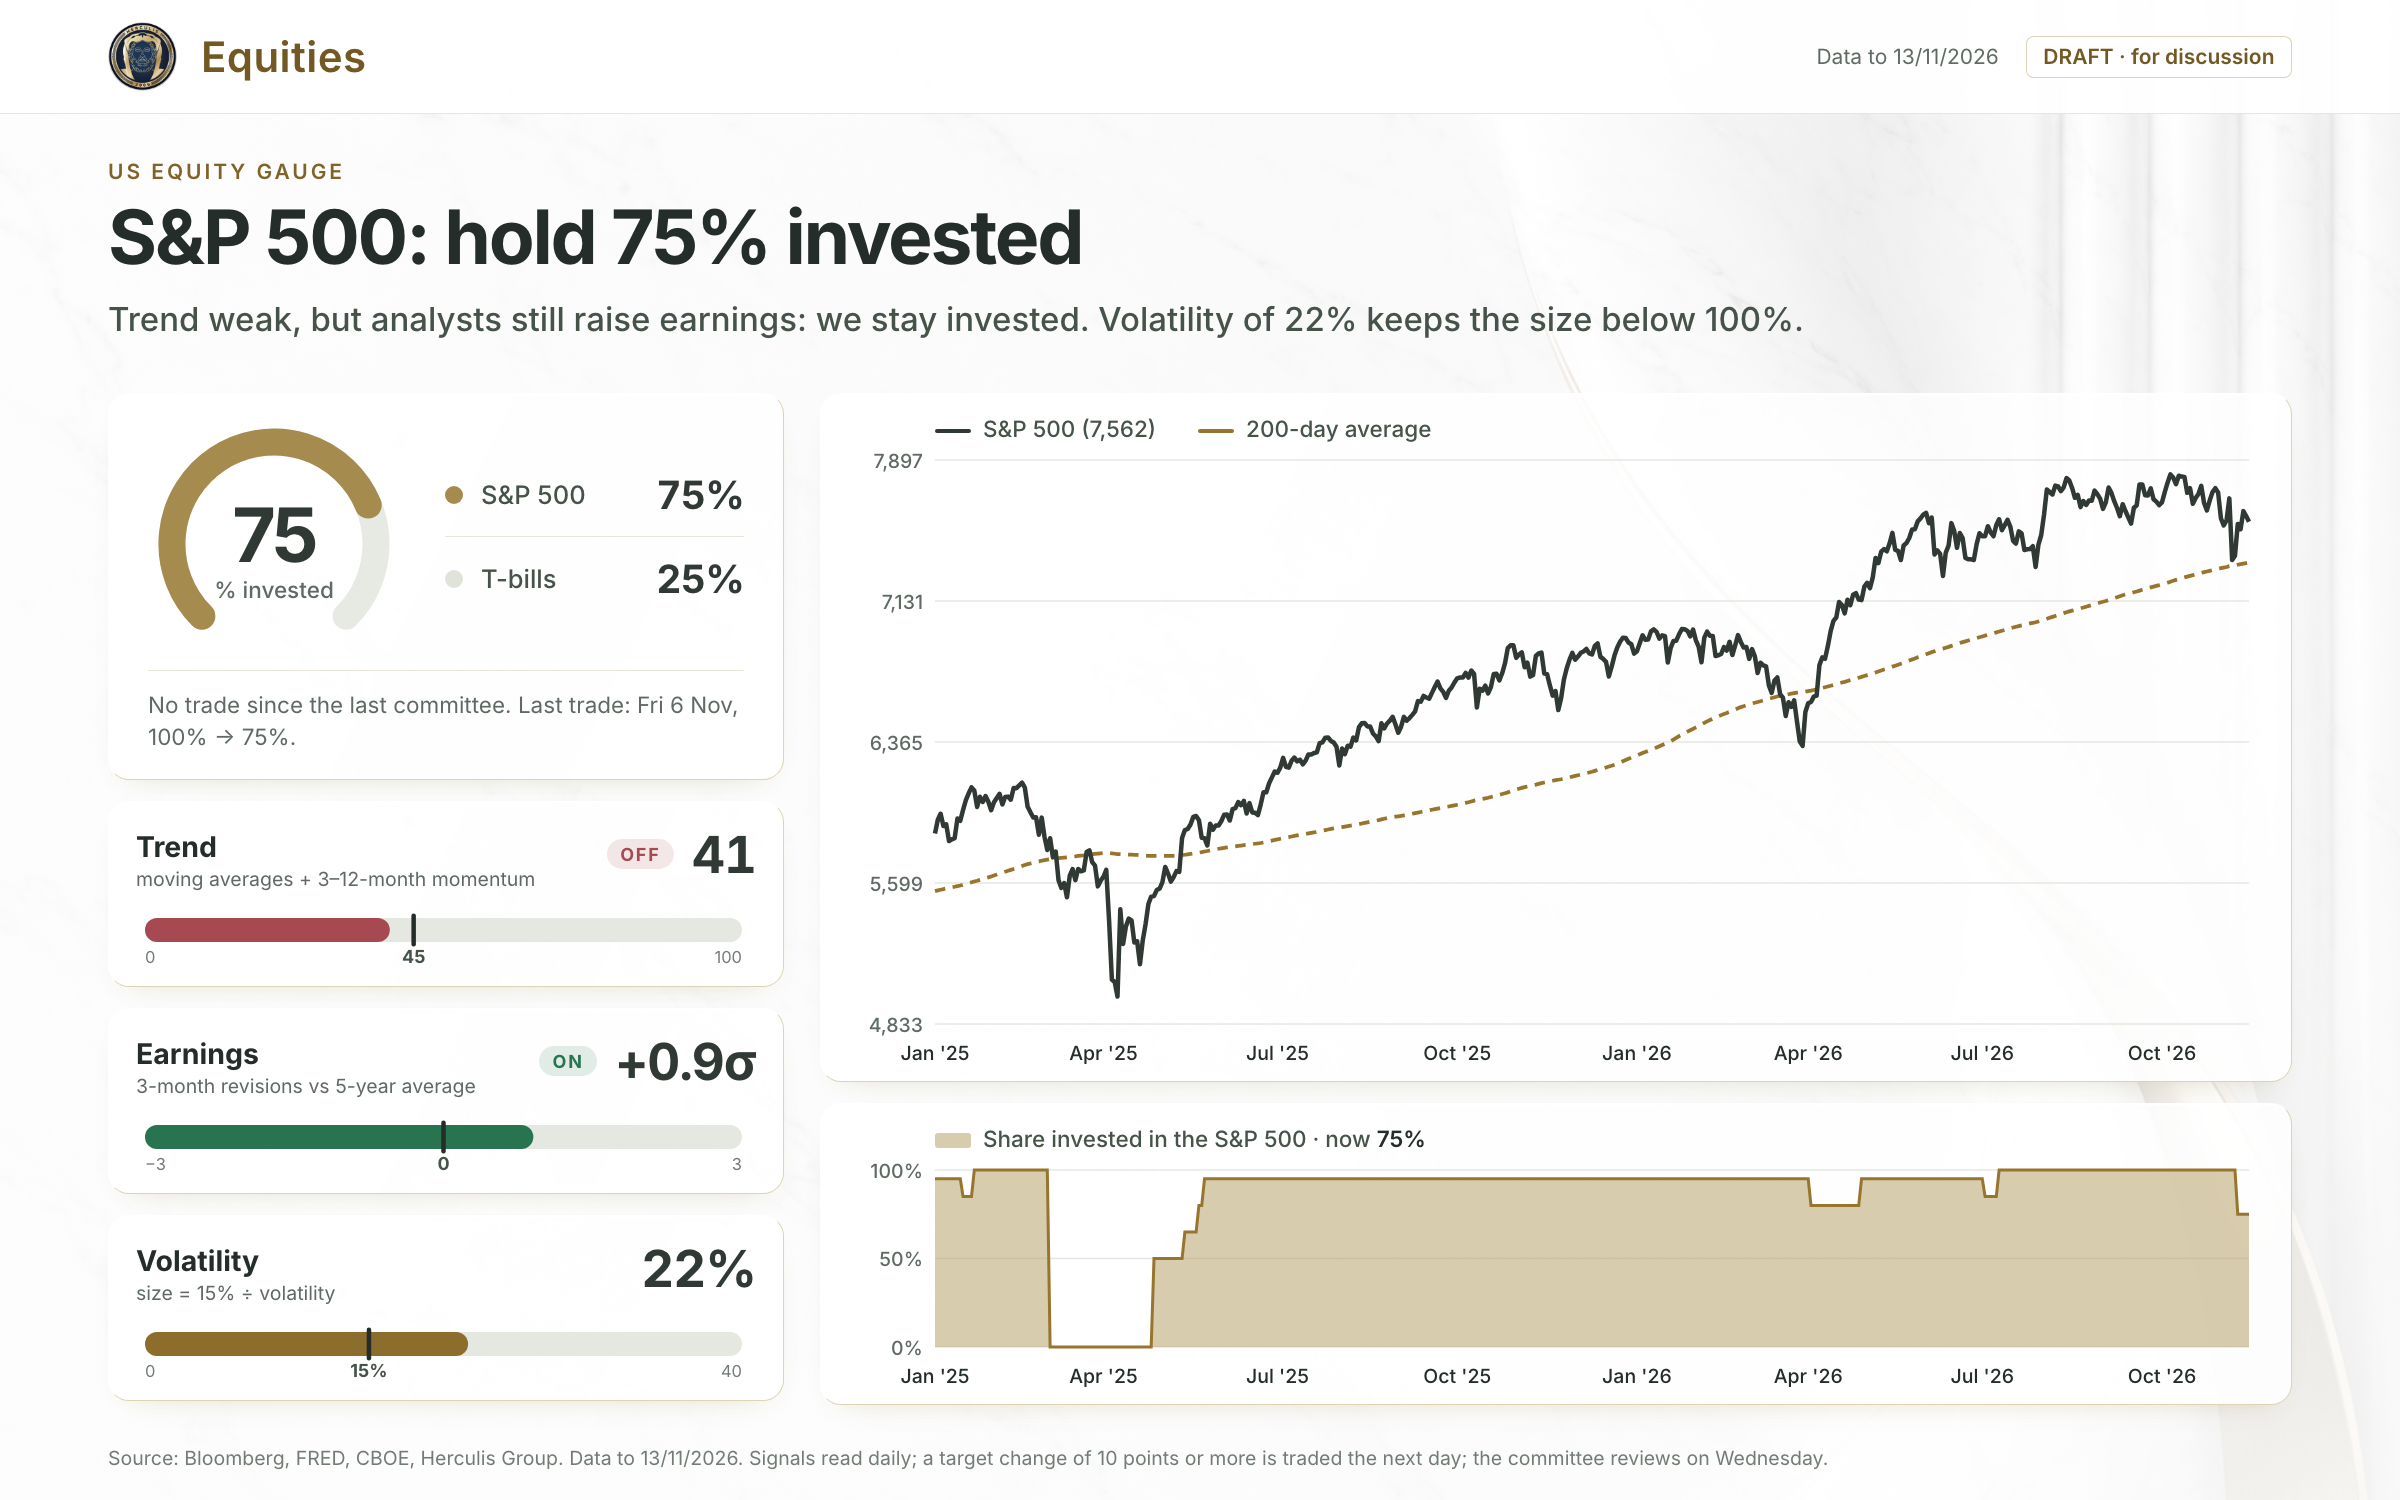 Equities
Data to 13/11/2026
DRAFT · for discussion
US EQUITY GAUGE
S&P 500: hold 75% invested
Trend weak, but analysts still raise earnings: we stay invested. Volatility of 22% keeps the size below 100%.
75
% invested
S&P 500 75%
T-bills 25%
No trade since the last committee. Last trade: Fri 6 Nov,
100% → 75%.
Trend
moving averages + 3–12-month momentum
OFF 41
0 45 100
Earnings
3-month revisions vs 5-year average
ON +0.9σ
−3 0 3
Volatility
size = 15% ÷ volatility
22%
0 15% 40
S&P 500 (7,562) 200-day average
7,897
7,131
6,365
5,599
4,833
Jan '25 Apr '25 Jul '25 Oct '25 Jan '26 Apr '26 Jul '26 Oct '26
Share invested in the S&P 500 · now 75%
100%
50%
0%
Jan '25 Apr '25 Jul '25 Oct '25 Jan '26 Apr '26 Jul '26 Oct '26
Source: Bloomberg, FRED, CBOE, Herculis Group. Data to 13/11/2026. Signals read daily; a target change of 10 points or more is traded the next day; the committee reviews on Wednesday.